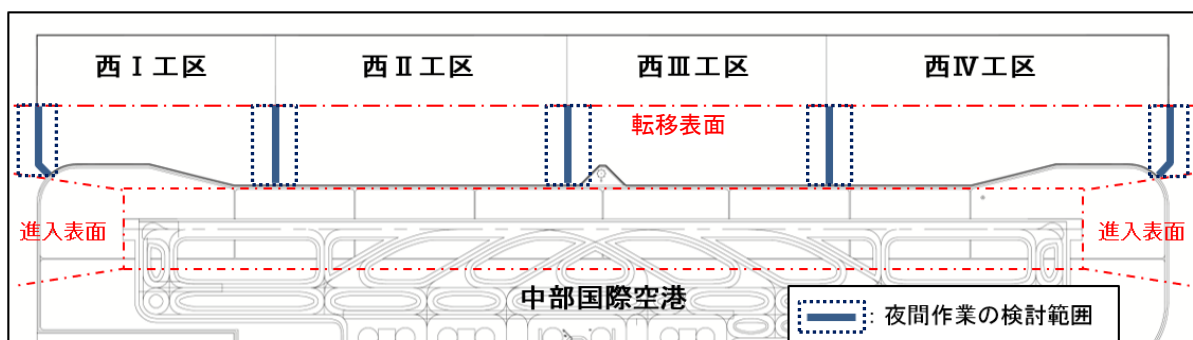 西Ⅰ工区
西Ⅱ工区
西Ⅲ工区
西Ⅳ工区
転移表面
進入表面
進入表面
中部国際空港
：夜間作業の検討範囲